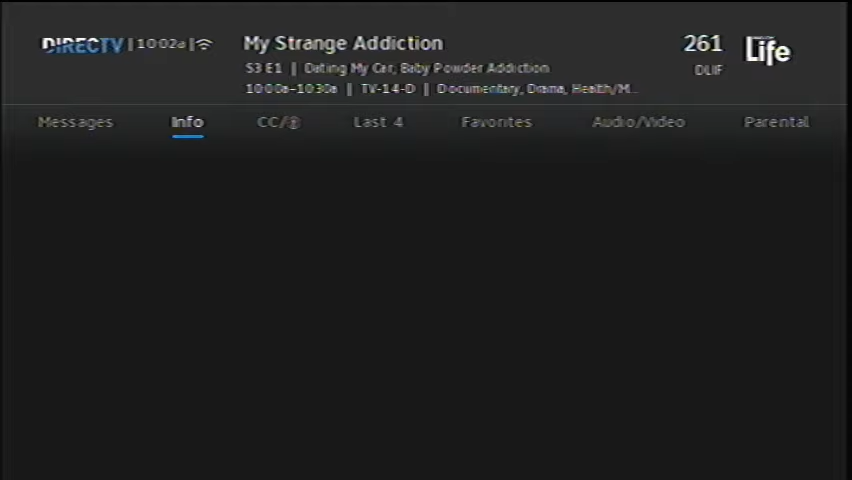 DIRECTV | 10:02a |
My Strange Addiction
261
Life
S3 E1 | Dating My Car; Baby Powder Addiction
DLIF
10:00a-10:30a | TV-14-D | Documentary, Drama, Health/M...
Messages
Info
CC/
Last 4
Favorites
Audio/Video
Parental